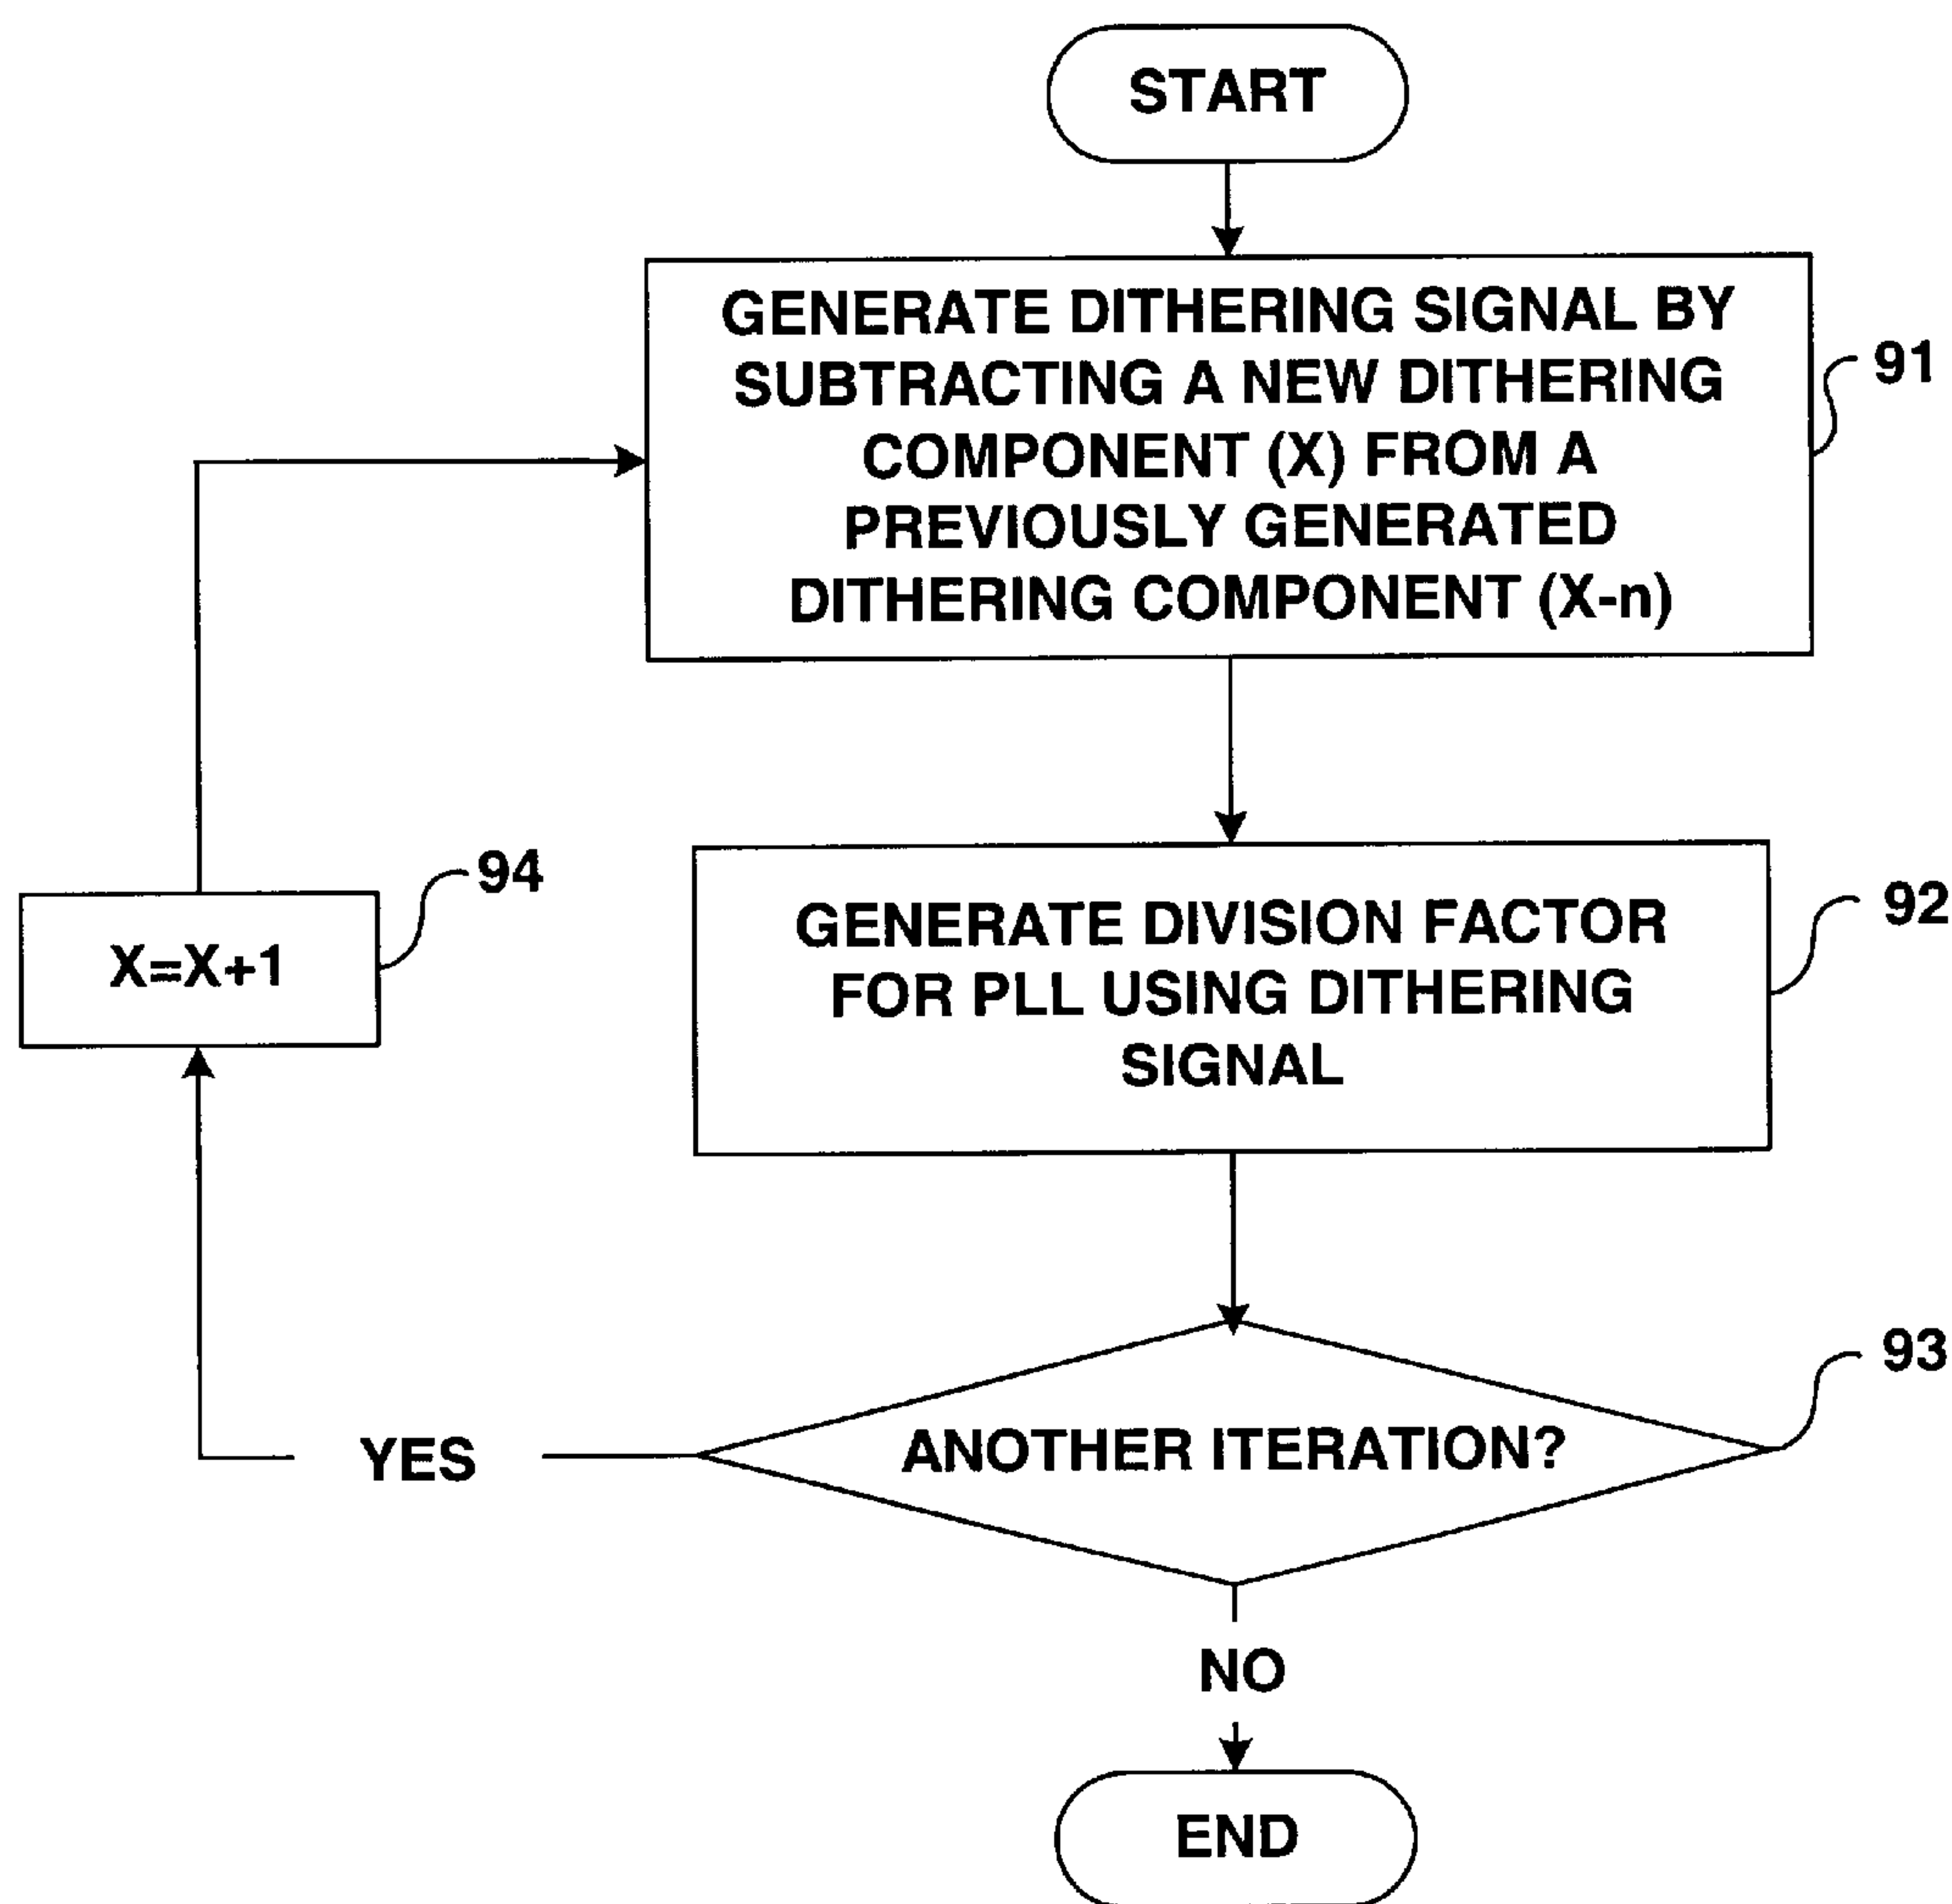 START
GENERATE DITHERING SIGNAL BY
SUBTRACTING A NEW DITHERING
COMPONENT (X) FROM A
PREVIOUSLY GENERATED
DITHERING COMPONENT (X-n)
91
94
X=X+1
GENERATE DIVISION FACTOR
FOR PLL USING DITHERING
SIGNAL
92
93
ANOTHER ITERATION?
YES
NO
END